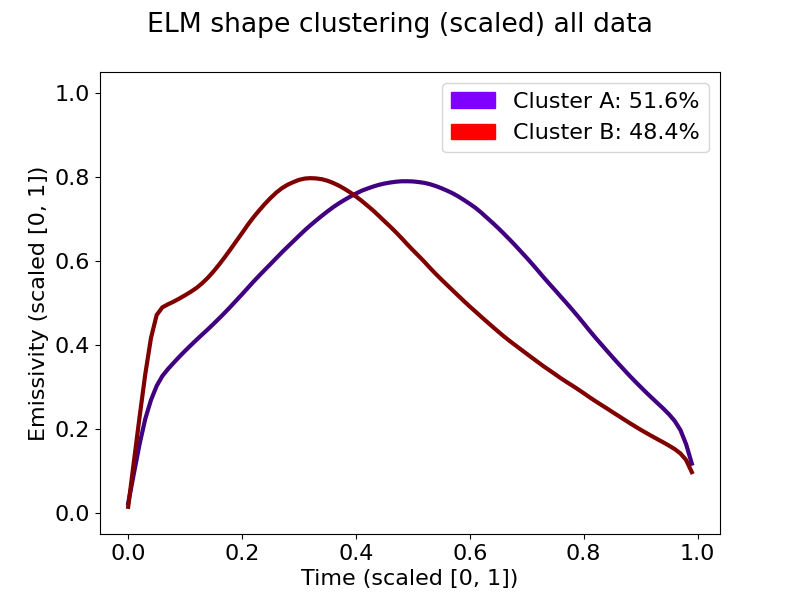 ELM shape clustering (scaled) all data
Cluster A: 51.6%
Cluster B: 48.4%
Emissivity (scaled [0, 1])
1.0
0.8
0.6
0.4
0.2
0.0
0.0 0.2 0.4 0.6 0.8 1.0
Time (scaled [0, 1])